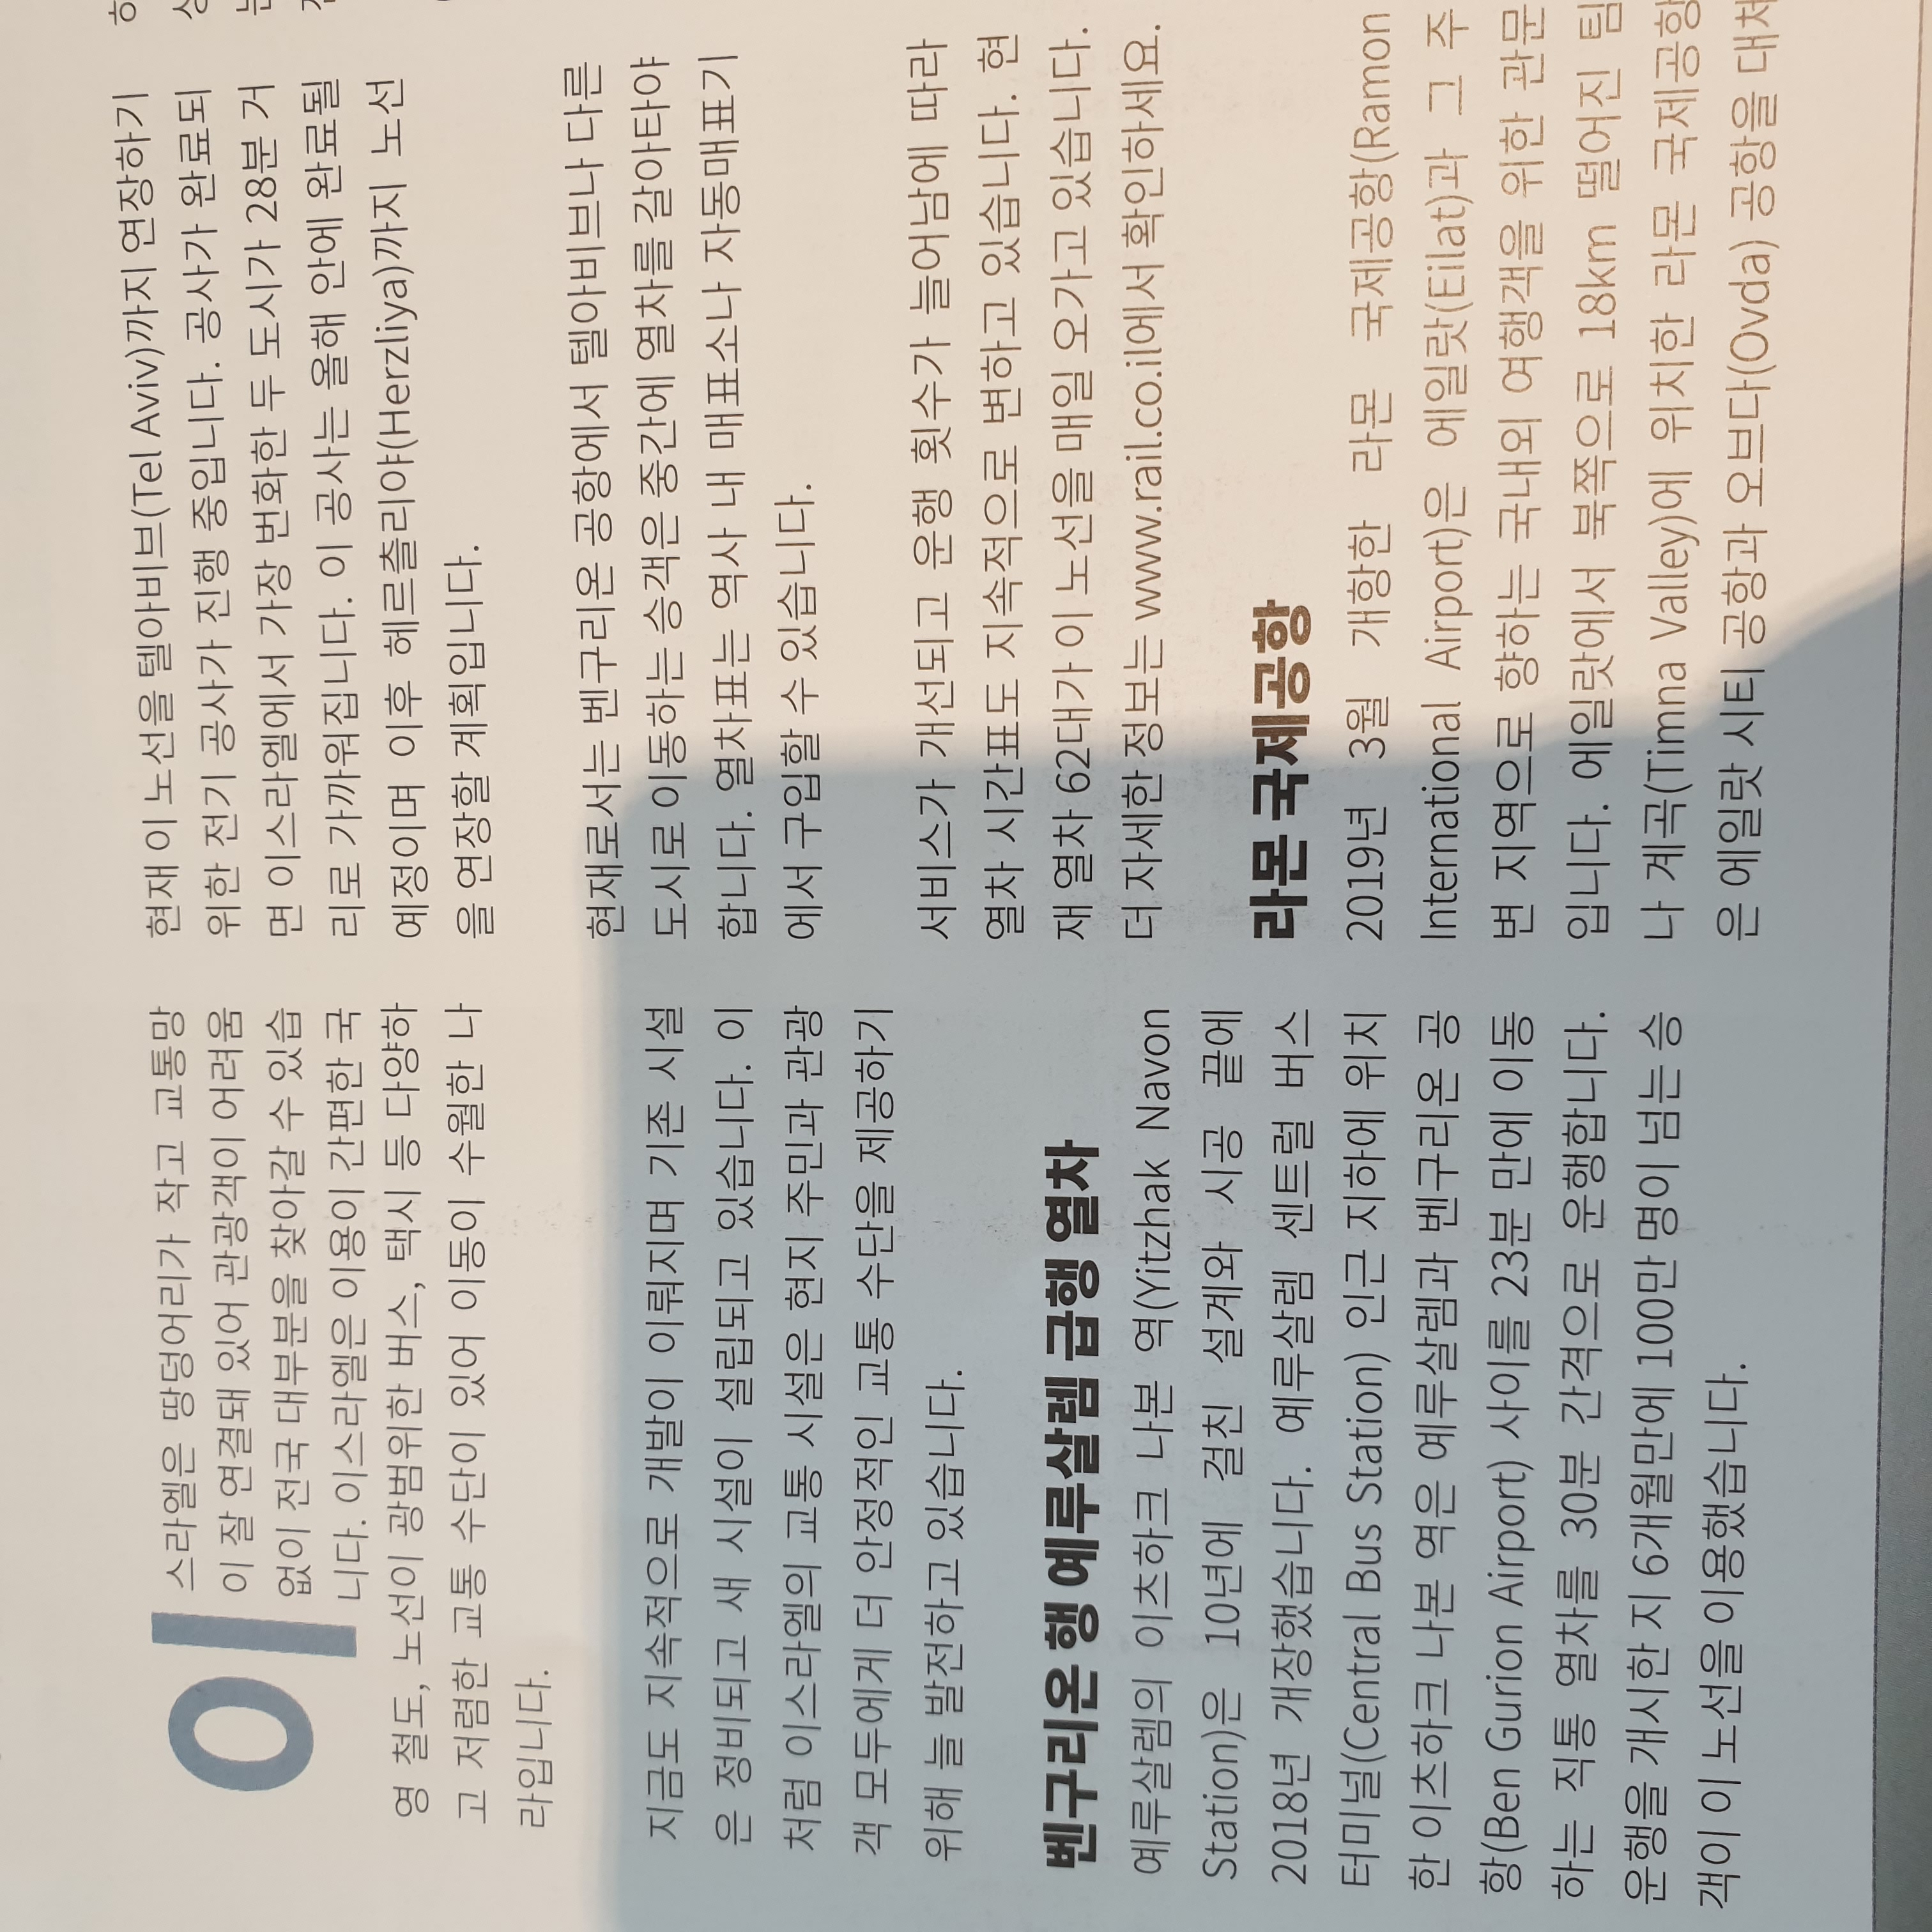 이스라엘은 땅덩어리가 작고 교통망
이 잘 연결돼 있어 관광객이 어려움
없이 전국 대부분을 찾아갈 수 있습
니다. 이스라엘은 이용이 간편한 국
영 철도, 노선이 광범위한 버스, 택시 등 다양하
고 저렴한 교통 수단이 있어 이동이 수월한 나
라입니다.
지금도 지속적으로 개발이 이뤄지며 기존 시설
은 정비되고 새 시설이 설립되고 있습니다. 이
처럼 이스라엘의 교통 시설은 현지 주민과 관광
객 모두에게 더 안정적인 교통 수단을 제공하기
위해 늘 발전하고 있습니다.
벤구리온 행 예루살렘 급행 열차
예루살렘의 이츠하크 나본 역(Yitzhak Navon
Station)은 10년에 걸친 설계와 시공 끝에
2018년 개장했습니다. 예루살렘 센트럴 버스
터미널(Central Bus Station) 인근 지하에 위치
한 이츠하크 나본 역은 예루살렘과 벤구리온 공
항(Ben Gurion Airport) 사이를 23분 만에 이동
하는 직통 열차를 30분 간격으로 운행합니다.
운행을 개시한 지 6개월만에 100만 명이 넘는 승
객이 이 노선을 이용했습니다.
현재 이 노선을 텔아비브(Tel Aviv)까지 연장하기
위한 전기 공사가 진행 중입니다. 공사가 완료되
면 이스라엘에서 가장 번화한 두 도시가 28분 거
리로 가까워집니다. 이 공사는 올해 안에 완료될
예정이며 이후 헤르츨리야(Herzliya)까지 노선
을 연장할 계획입니다.
현재로서는 벤구리온 공항에서 텔아비브나 다른
도시로 이동하는 승객은 중간에 열차를 갈아타야
합니다. 열차표는 역사 내 매표소나 자동매표기
에서 구입할 수 있습니다.
서비스가 개선되고 운행 횟수가 늘어남에 따라
열차 시간표도 지속적으로 변하고 있습니다. 현
재 열차 62대가 이 노선을 매일 오가고 있습니다.
더 자세한 정보는 www.rail.co.il에서 확인하세요.
라몬 국제공항
2019년 3월 개항한 라몬 국제공항(Ramon
International Airport)은 에일랏(Eilat)과 그 주
변 지역으로 향하는 국내외 여행객을 위한 관문
입니다. 에일랏에서 북쪽으로 18km 떨어진 팀
나 계곡(Timna Valley)에 위치한 라몬 국제공항
은 에일랏 시티 공항과 오브다(Ovda) 공항을 대체